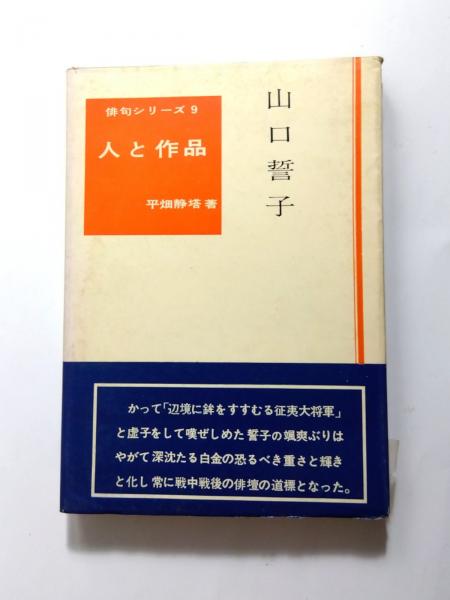 山口誓子
俳句シリーズ9
人と作品
平畑静塔 著
かって「辺境に鉾をすすむる征夷大将軍」
と虚子をして嘆ぜしめた誓子の颯爽ぶりは
やがて深沈たる白金の恐るべき重さと輝き
と化し常に戦中戦後の俳壇の道標となった。